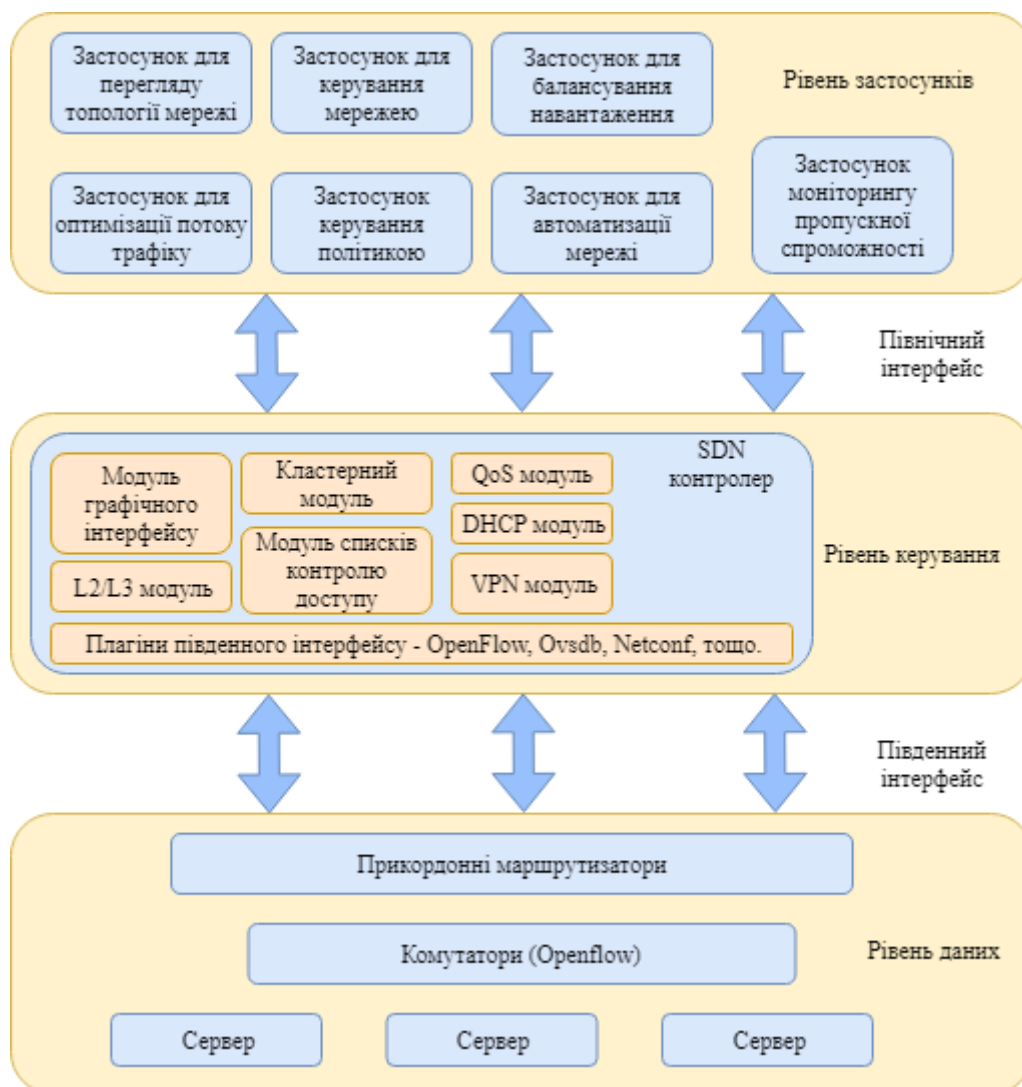 Застосунок для
перегляду
топології мережі
Застосунок для
керування
мережею
Застосунок для
балансування
навантаження
Рівень застосунків
Застосунок для
оптимізації потоку
трафіку
Застосунок
керування
політикою
Застосунок для
автоматизації
мережі
Застосунок
моніторингу
пропускної
спроможності
Північний
інтерфейс
SDN
контролер
Модуль
графічного
інтерфейсу
Кластерний
модуль
QoS модуль
DHCP модуль
Модуль списків
контролю
доступу
L2/L3 модуль
VPN модуль
Рівень керування
Плагіни південного інтерфейсу - OpenFlow, Ovsdb, Netconf, тощо.
Південний
інтерфейс
Прикордонні маршрутизатори
Комутатори (Openflow)
Рівень даних
Сервер
Сервер
Сервер